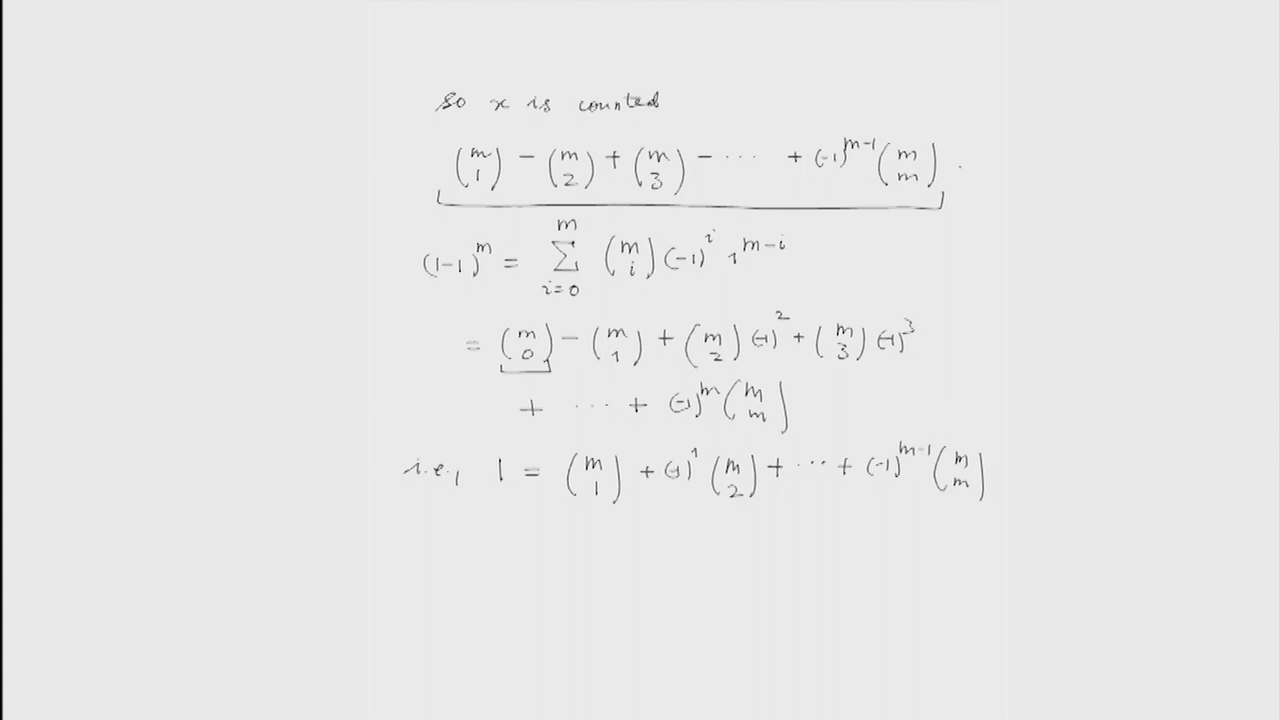 so x is counted
(m 1) − (m 2) + (m 3) − ⋯ + (-1)^{m-1} (m m) .
(1-1)^m = Σ_{i=0}^{m} (m i) (-1)^i 1^{m-i}
= (m 0) − (m 1) + (m 2) (-1)^2 + (m 3) (-1)^3
+ ⋯ + (-1)^m (m m)
i.e., 1 = (m 1) + (-1)^1 (m 2) + ⋯ + (-1)^{m-1} (m m)